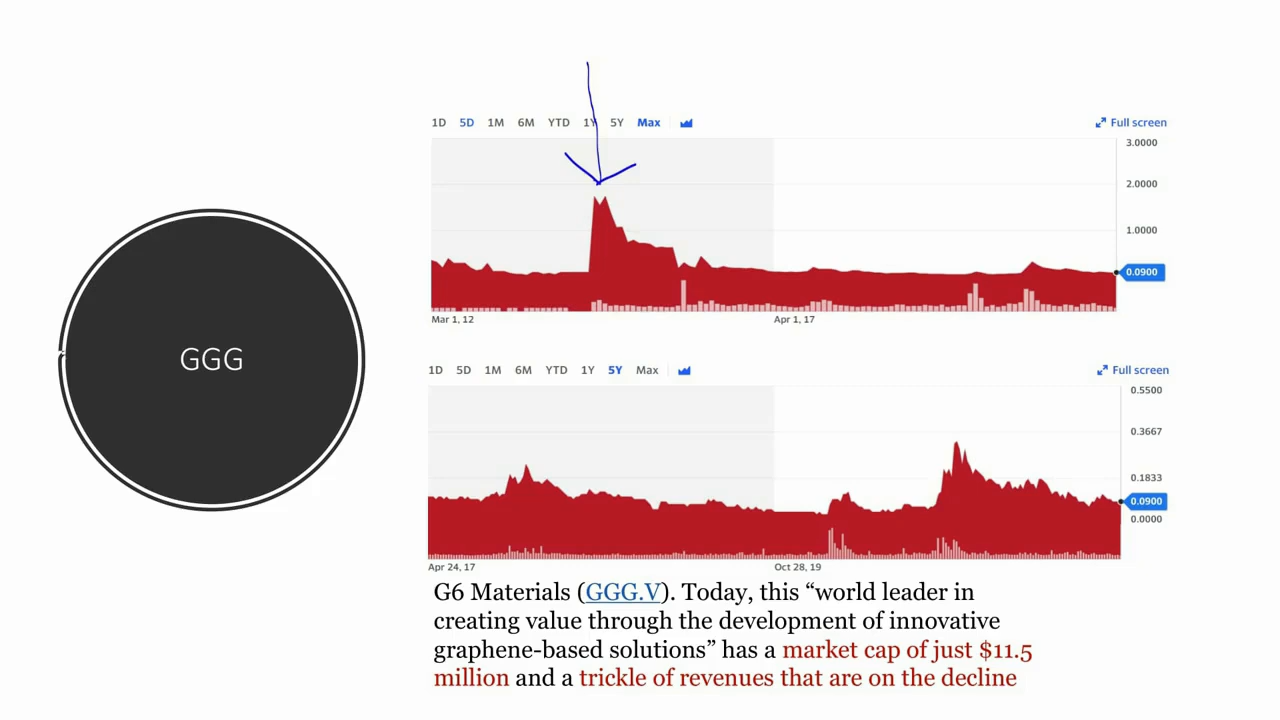 GGG
1D 5D 1M 6M YTD 1Y 5Y Max Full screen
3.0000
2.0000
1.0000
0.0900
Mar 1, 12 Apr 1, 17
1D 5D 1M 6M YTD 1Y 5Y Max Full screen
0.5500
0.3667
0.1833
0.0900
0.0000
Apr 24, 17 Oct 28, 19
G6 Materials (GGG.V). Today, this “world leader in
creating value through the development of innovative
graphene-based solutions” has a market cap of just $11.5
million and a trickle of revenues that are on the decline